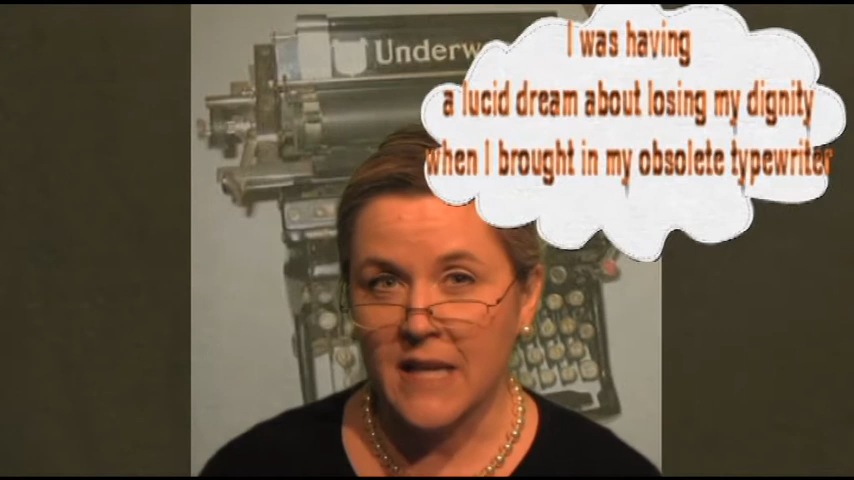 Underw
I was having
a lucid dream about losing my dignity
when I brought in my obsolete typewriter